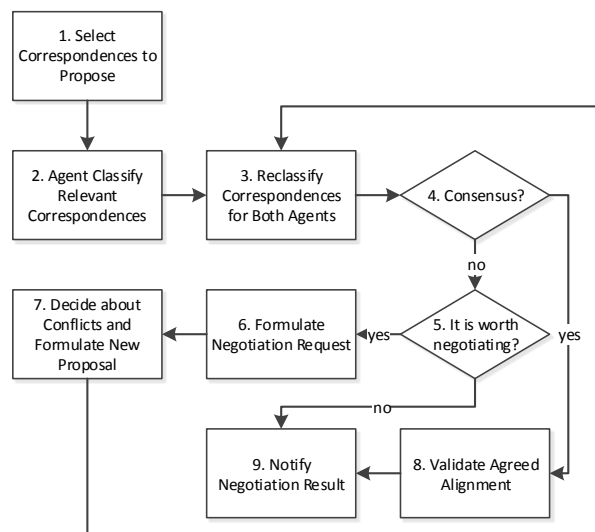 1. Select
Correspondences to
Propose
2. Agent Classify
Relevant
Correspondences
3. Reclassify
Correspondences
for Both Agents
4. Consensus?
no
yes
5. It is worth
negotiating?
yes
no
6. Formulate
Negotiation Request
7. Decide about
Conflicts and
Formulate New
Proposal
8. Validate Agreed
Alignment
9. Notify
Negotiation Result